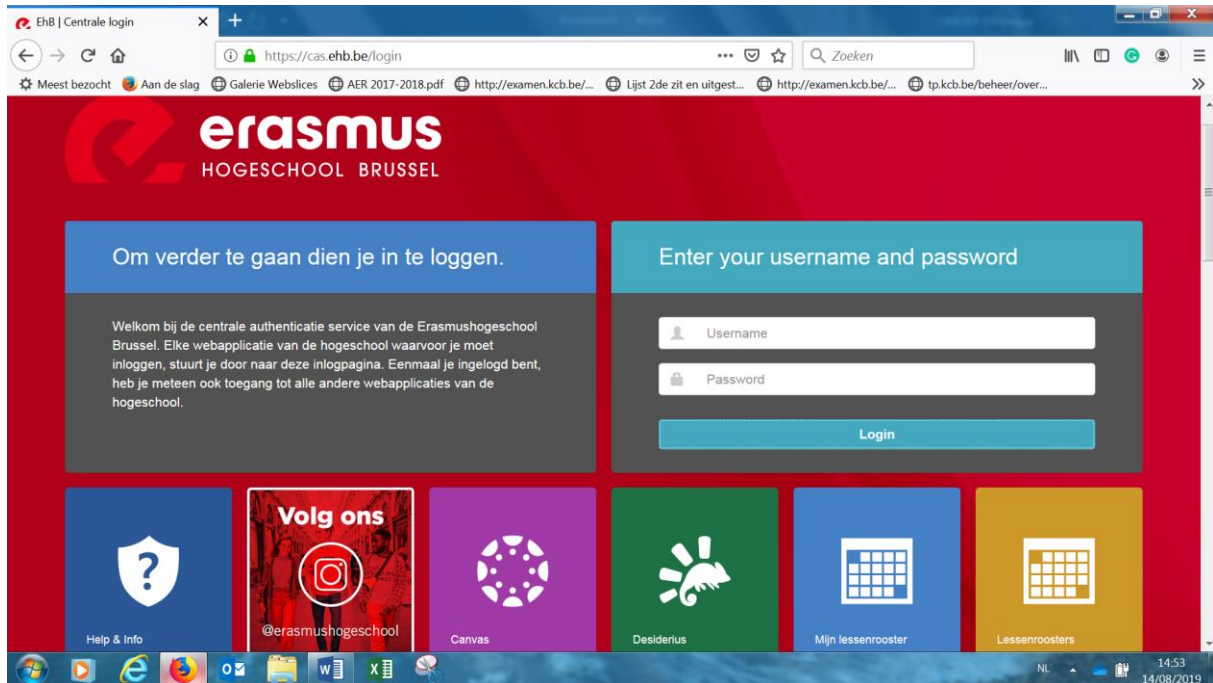 EhB | Centrale login
https://cas.ehb.be/login
Zoeken
Meest bezocht
Aan de slag
Galerie Webslices
AER 2017-2018.pdf
http://examen.kcb.be/...
Lijst 2de zit en uitgest...
http://examen.kcb.be/...
tp.kcb.be/beheer/over...
erasmus
HOGESCHOOL BRUSSEL
Om verder te gaan dien je in te loggen.
Welkom bij de centrale authenticatie service van de Erasmushogeschool
Brussel. Elke webapplicatie van de hogeschool waarvoor je moet
inloggen, stuurt je door naar deze inlogpagina. Eenmaal je ingelogd bent,
heb je meteen ook toegang tot alle andere webapplicaties van de
hogeschool.
Enter your username and password
Username
Password
Login
Help & Info
Volg ons
@erasmushogeschool
Canvas
Desiderius
Mijn lessenrooster
Lessenroosters
NL
14:53
14/08/2019